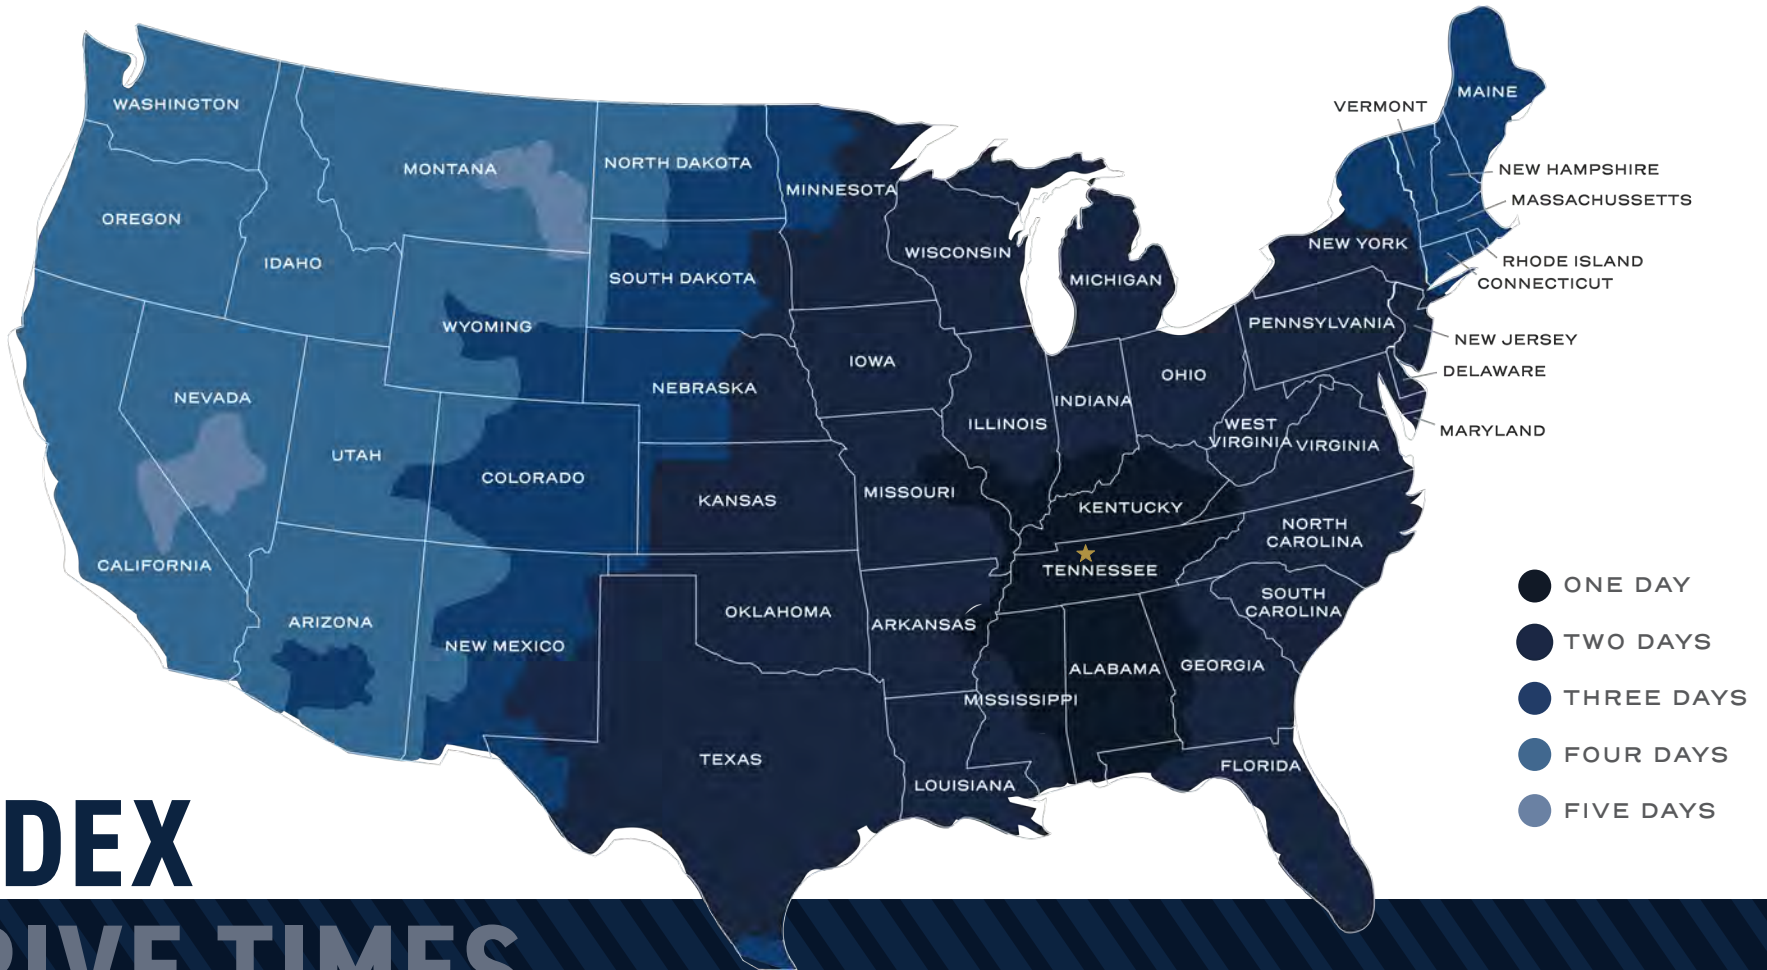 WASHINGTON
MONTANA
NORTH DAKOTA
MINNESOTA
VERMONT
MAINE
NEW HAMPSHIRE
MASSACHUSSETTS
OREGON
IDAHO
WYOMING
SOUTH DAKOTA
WISCONSIN
MICHIGAN
NEW YORK
RHODE ISLAND
CONNECTICUT
NEVADA
UTAH
COLORADO
NEBRASKA
IOWA
ILLINOIS
INDIANA
OHIO
PENNSYLVANIA
NEW JERSEY
DELAWARE
MARYLAND
WEST
VIRGINIA
VIRGINIA
KANSAS
MISSOURI
KENTUCKY
CALIFORNIA
ARIZONA
NEW MEXICO
OKLAHOMA
ARKANSAS
TENNESSEE
NORTH
CAROLINA
SOUTH
CAROLINA
TEXAS
LOUISIANA
MISSISSIPPI
ALABAMA
GEORGIA
FLORIDA
ONE DAY
TWO DAYS
THREE DAYS
FOUR DAYS
FIVE DAYS
DEX
TIMES